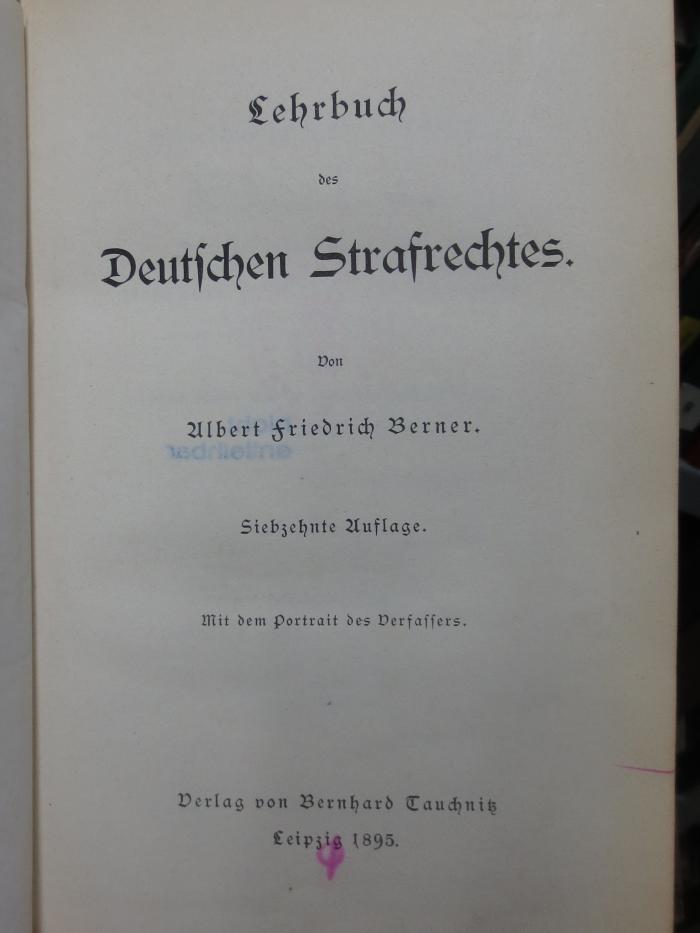 Lehrbuch
des
Deutſchen Strafrechtes.
Von
Albert Friedrich Berner.
Siebzehnte Auflage.
Mit dem Portrait des Verfaſſers.
Verlag von Bernhard Tauchnitz
Leipzig 1895.